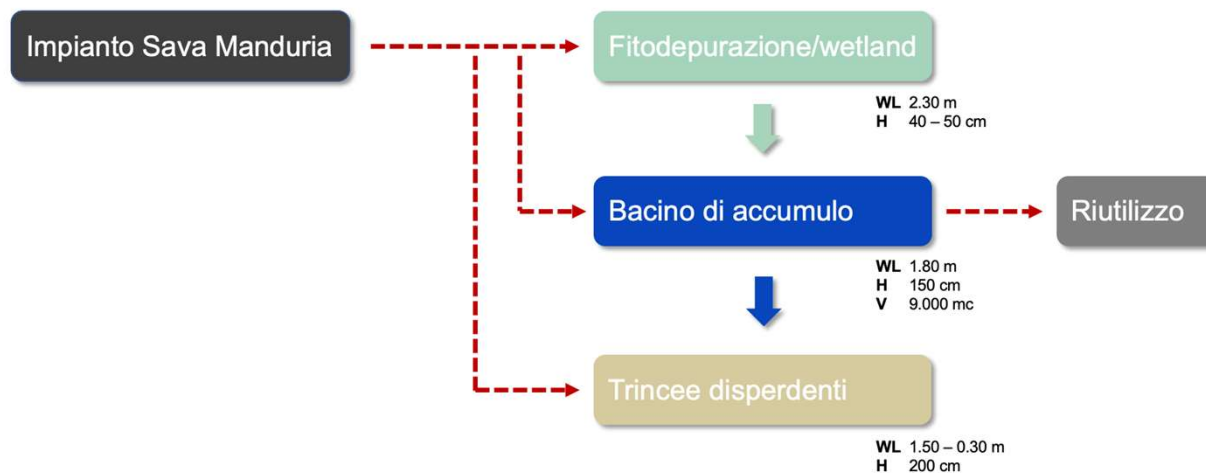 Impianto Sava Manduria
Fitodepurazione/wetland
WL 2.30 m
H 40 – 50 cm
Bacino di accumulo
Riutilizzo
WL 1.80 m
H 150 cm
V 9.000 mc
Trincee disperdenti
WL 1.50 – 0.30 m
H 200 cm